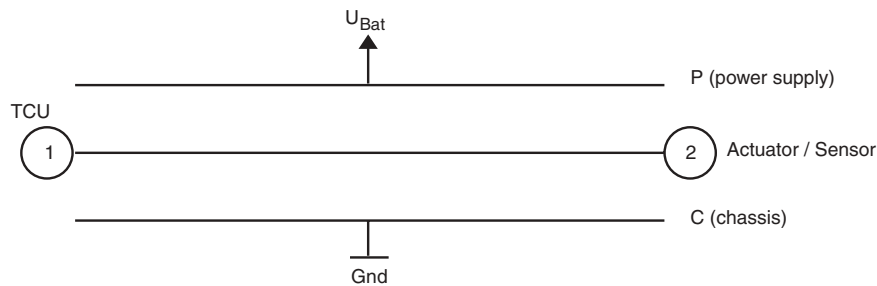 U_Bat
P (power supply)
TCU
1
2
Actuator / Sensor
C (chassis)
Gnd